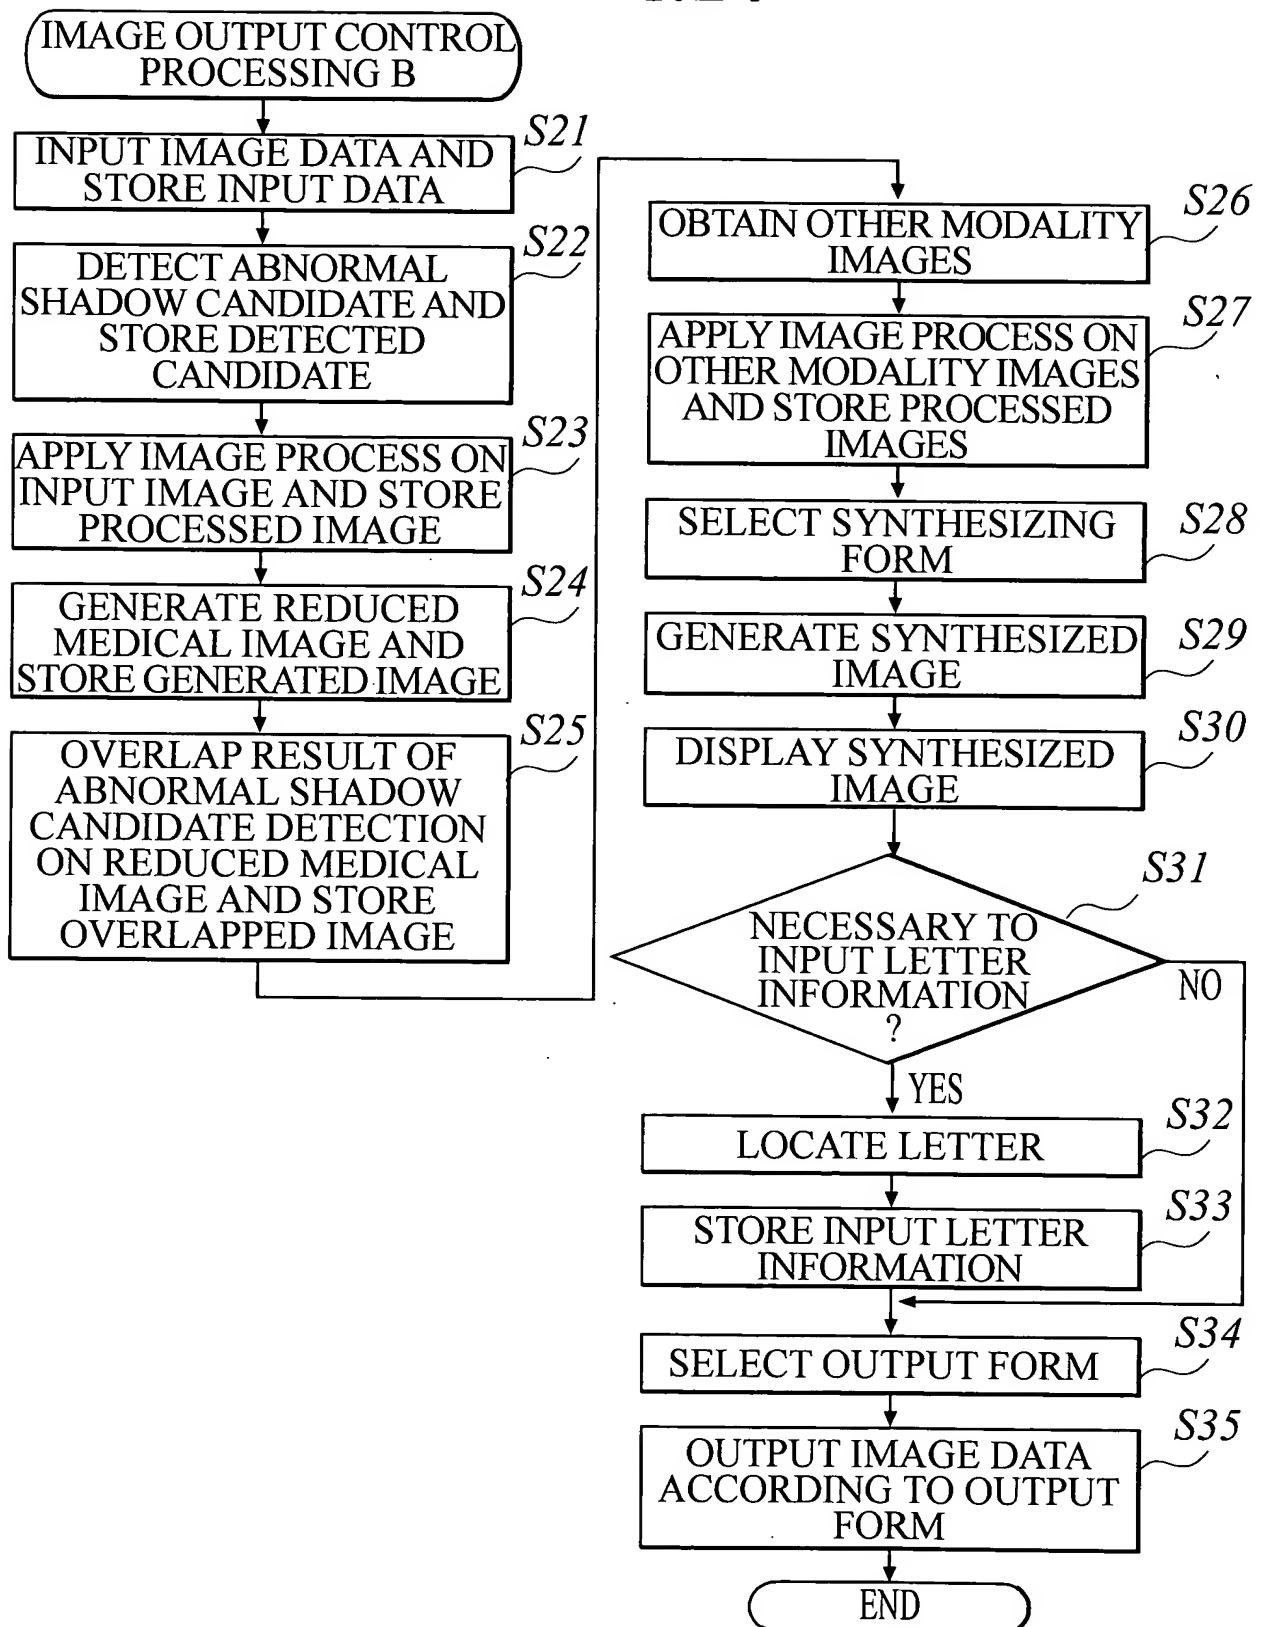 IMAGE OUTPUT CONTROL
PROCESSING B
S21
INPUT IMAGE DATA AND
STORE INPUT DATA
S22
DETECT ABNORMAL
SHADOW CANDIDATE AND
STORE DETECTED
CANDIDATE
S23
APPLY IMAGE PROCESS ON
INPUT IMAGE AND STORE
PROCESSED IMAGE
S24
GENERATE REDUCED
MEDICAL IMAGE AND
STORE GENERATED IMAGE
S25
OVERLAP RESULT OF
ABNORMAL SHADOW
CANDIDATE DETECTION
ON REDUCED MEDICAL
IMAGE AND STORE
OVERLAPPED IMAGE
S26
OBTAIN OTHER MODALITY
IMAGES
S27
APPLY IMAGE PROCESS ON
OTHER MODALITY IMAGES
AND STORE PROCESSED
IMAGES
S28
SELECT SYNTHESIZING
FORM
S29
GENERATE SYNTHESIZED
IMAGE
S30
DISPLAY SYNTHESIZED
IMAGE
S31
NECESSARY TO
INPUT LETTER
INFORMATION
?
NO
YES
S32
LOCATE LETTER
S33
STORE INPUT LETTER
INFORMATION
S34
SELECT OUTPUT FORM
S35
OUTPUT IMAGE DATA
ACCORDING TO OUTPUT
FORM
END